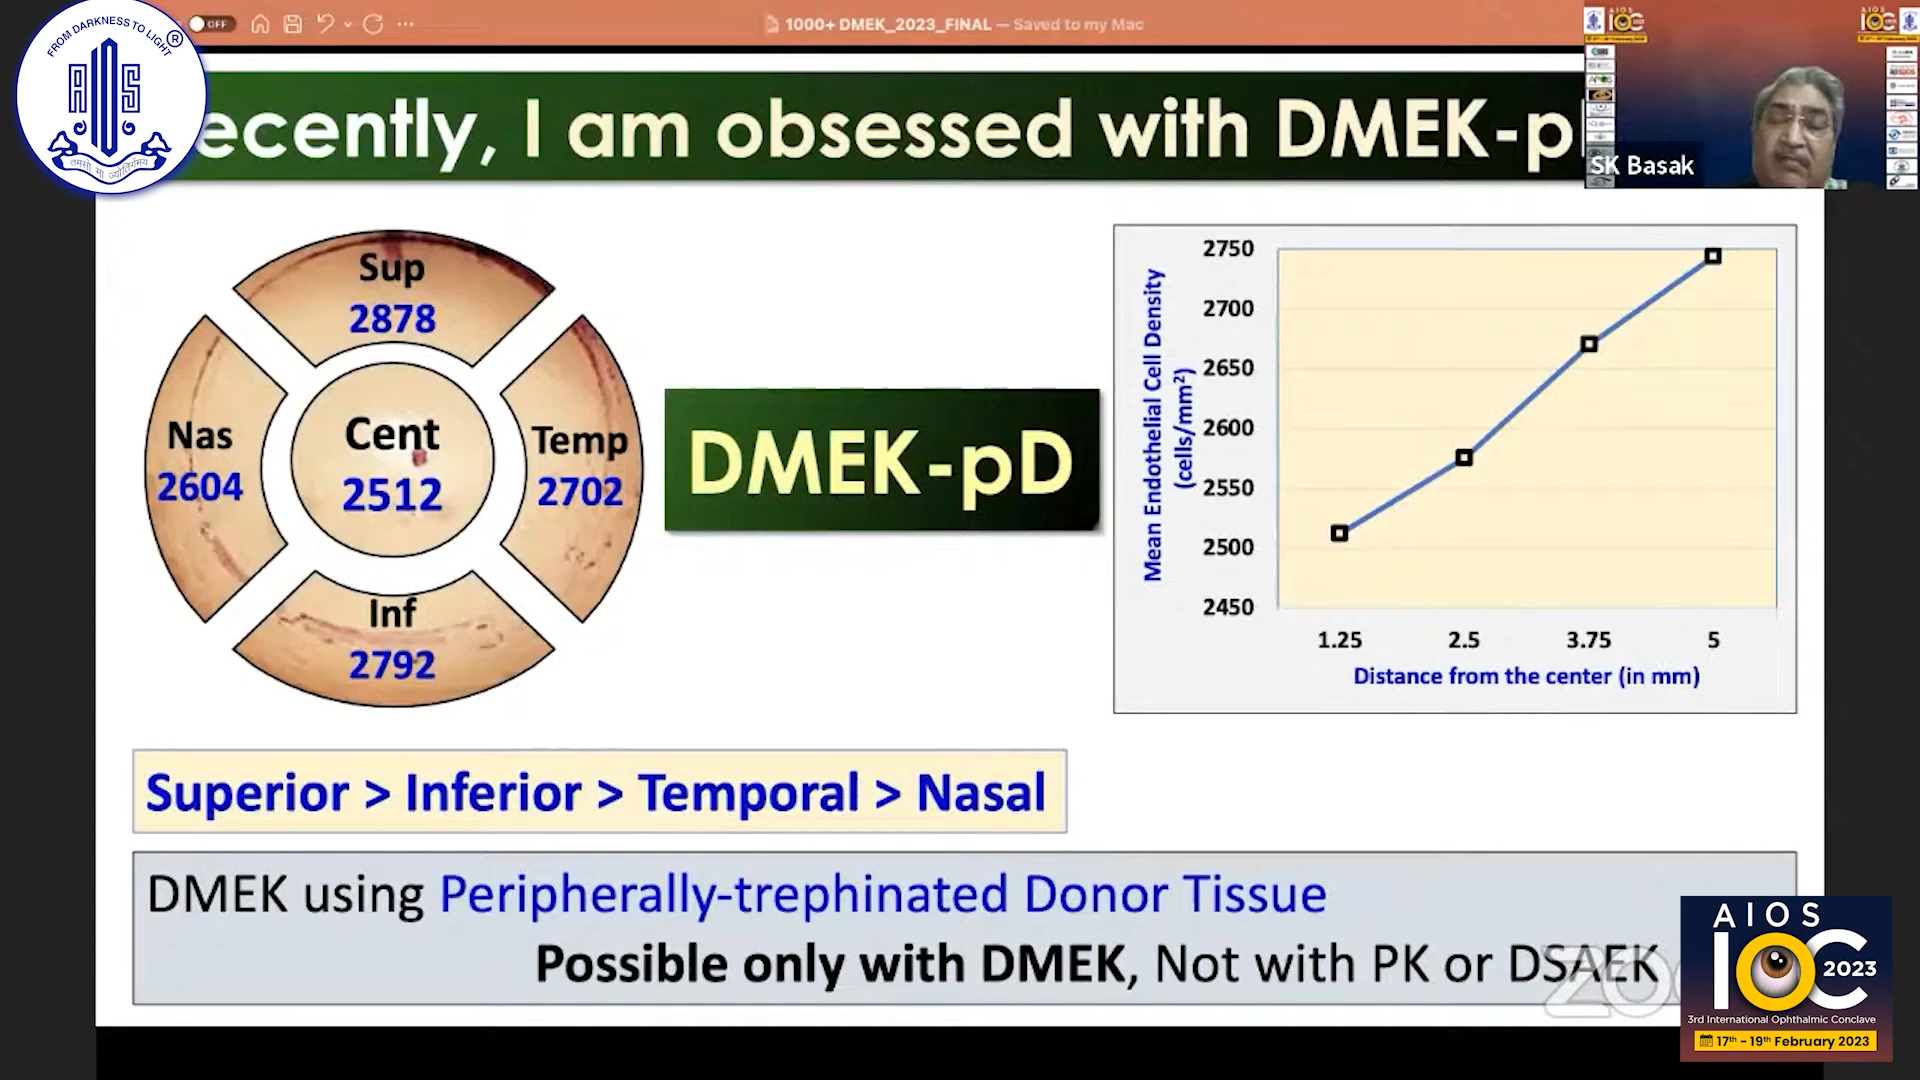 FROM DARKNESS TO LIGHT
®
AIOS
तमसो मा ज्योतिर्गमय
OFF
1000+ DMEK_2023_FINAL — Saved to my Mac
ecently, I am obsessed with DMEK-p
SK Basak
Sup
2878
Nas
2604
Cent
2512
Temp
2702
Inf
2792
DMEK-pD
Mean Endothelial Cell Density
(cells/mm²)
2750
2700
2650
2600
2550
2500
2450
1.25 2.5 3.75 5
Distance from the center (in mm)
Superior > Inferior > Temporal > Nasal
DMEK using Peripherally-trephinated Donor Tissue
Possible only with DMEK, Not with PK or DSAEK
AIOS
IOC 2023
3rd International Ophthalmic Conclave
17th - 19th February 2023